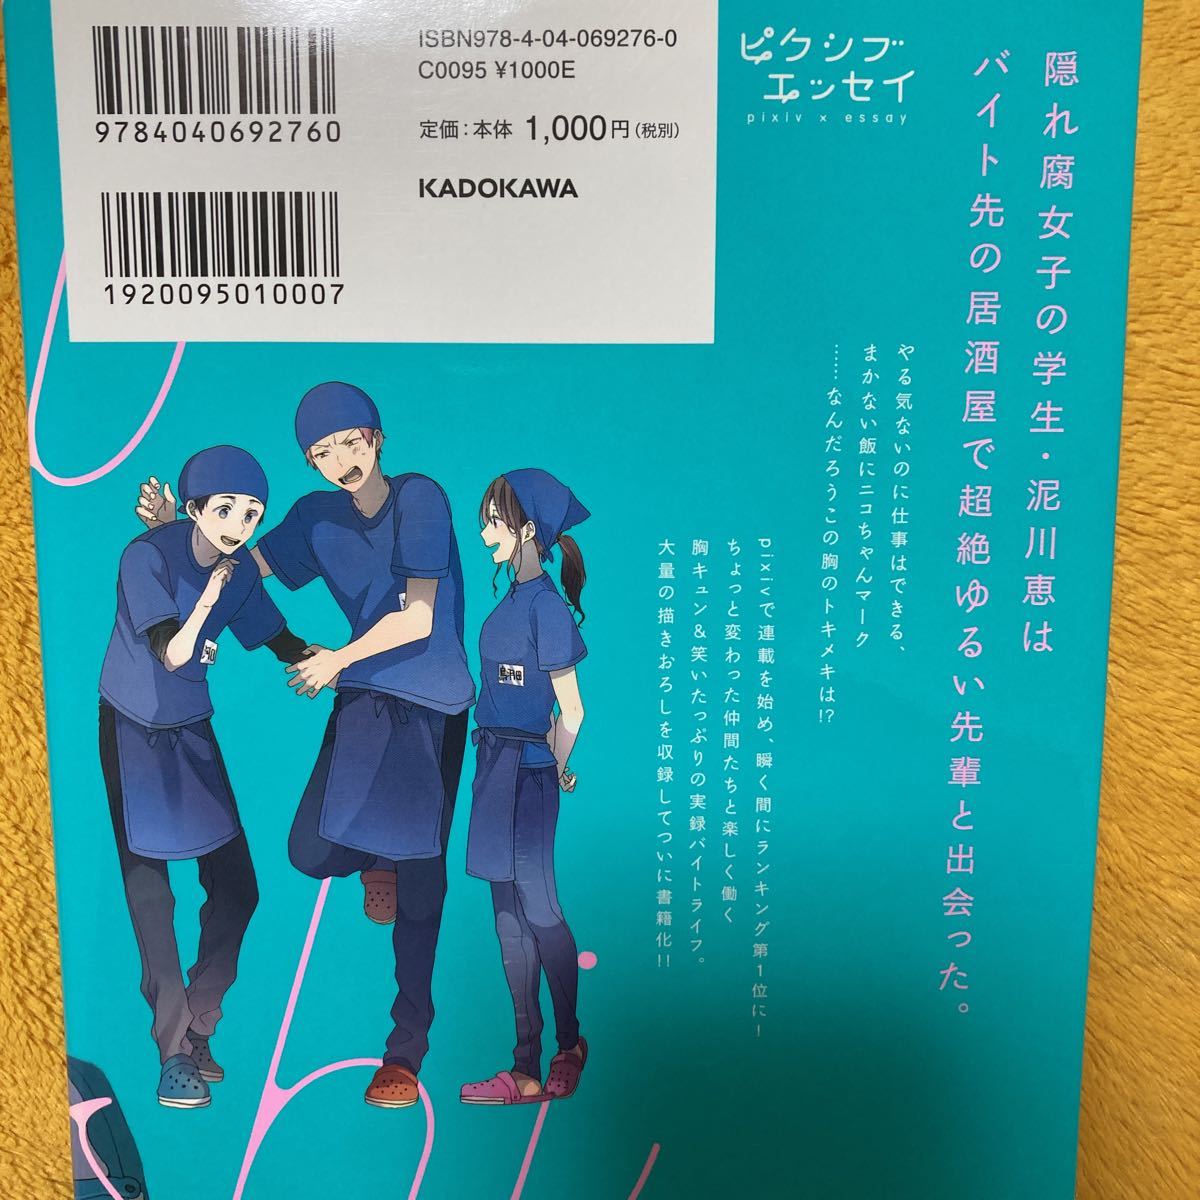 ISBN978-4-04-069276-0
C0095 ¥1000E
定価：本体 1,000円（税別）
KADOKAWA
9784040692760
1920095010007
ピクシブ
エッセイ
pixiv × essay
隠れ腐女子の学生・泥川恵は
バイト先の居酒屋で超絶ゆるい先輩と出会った。
やる気ないのに仕事はできる、
まかない飯にニコちゃんマーク
……なんだろうこの胸のトキメキは!?
pixivで連載を始め、瞬く間にランキング第1位に!
ちょっと変わった仲間たちと楽しく働く
胸キュン＆笑いたっぷりの実録バイトライフ。
大量の描きおろしを収録してついに書籍化!!